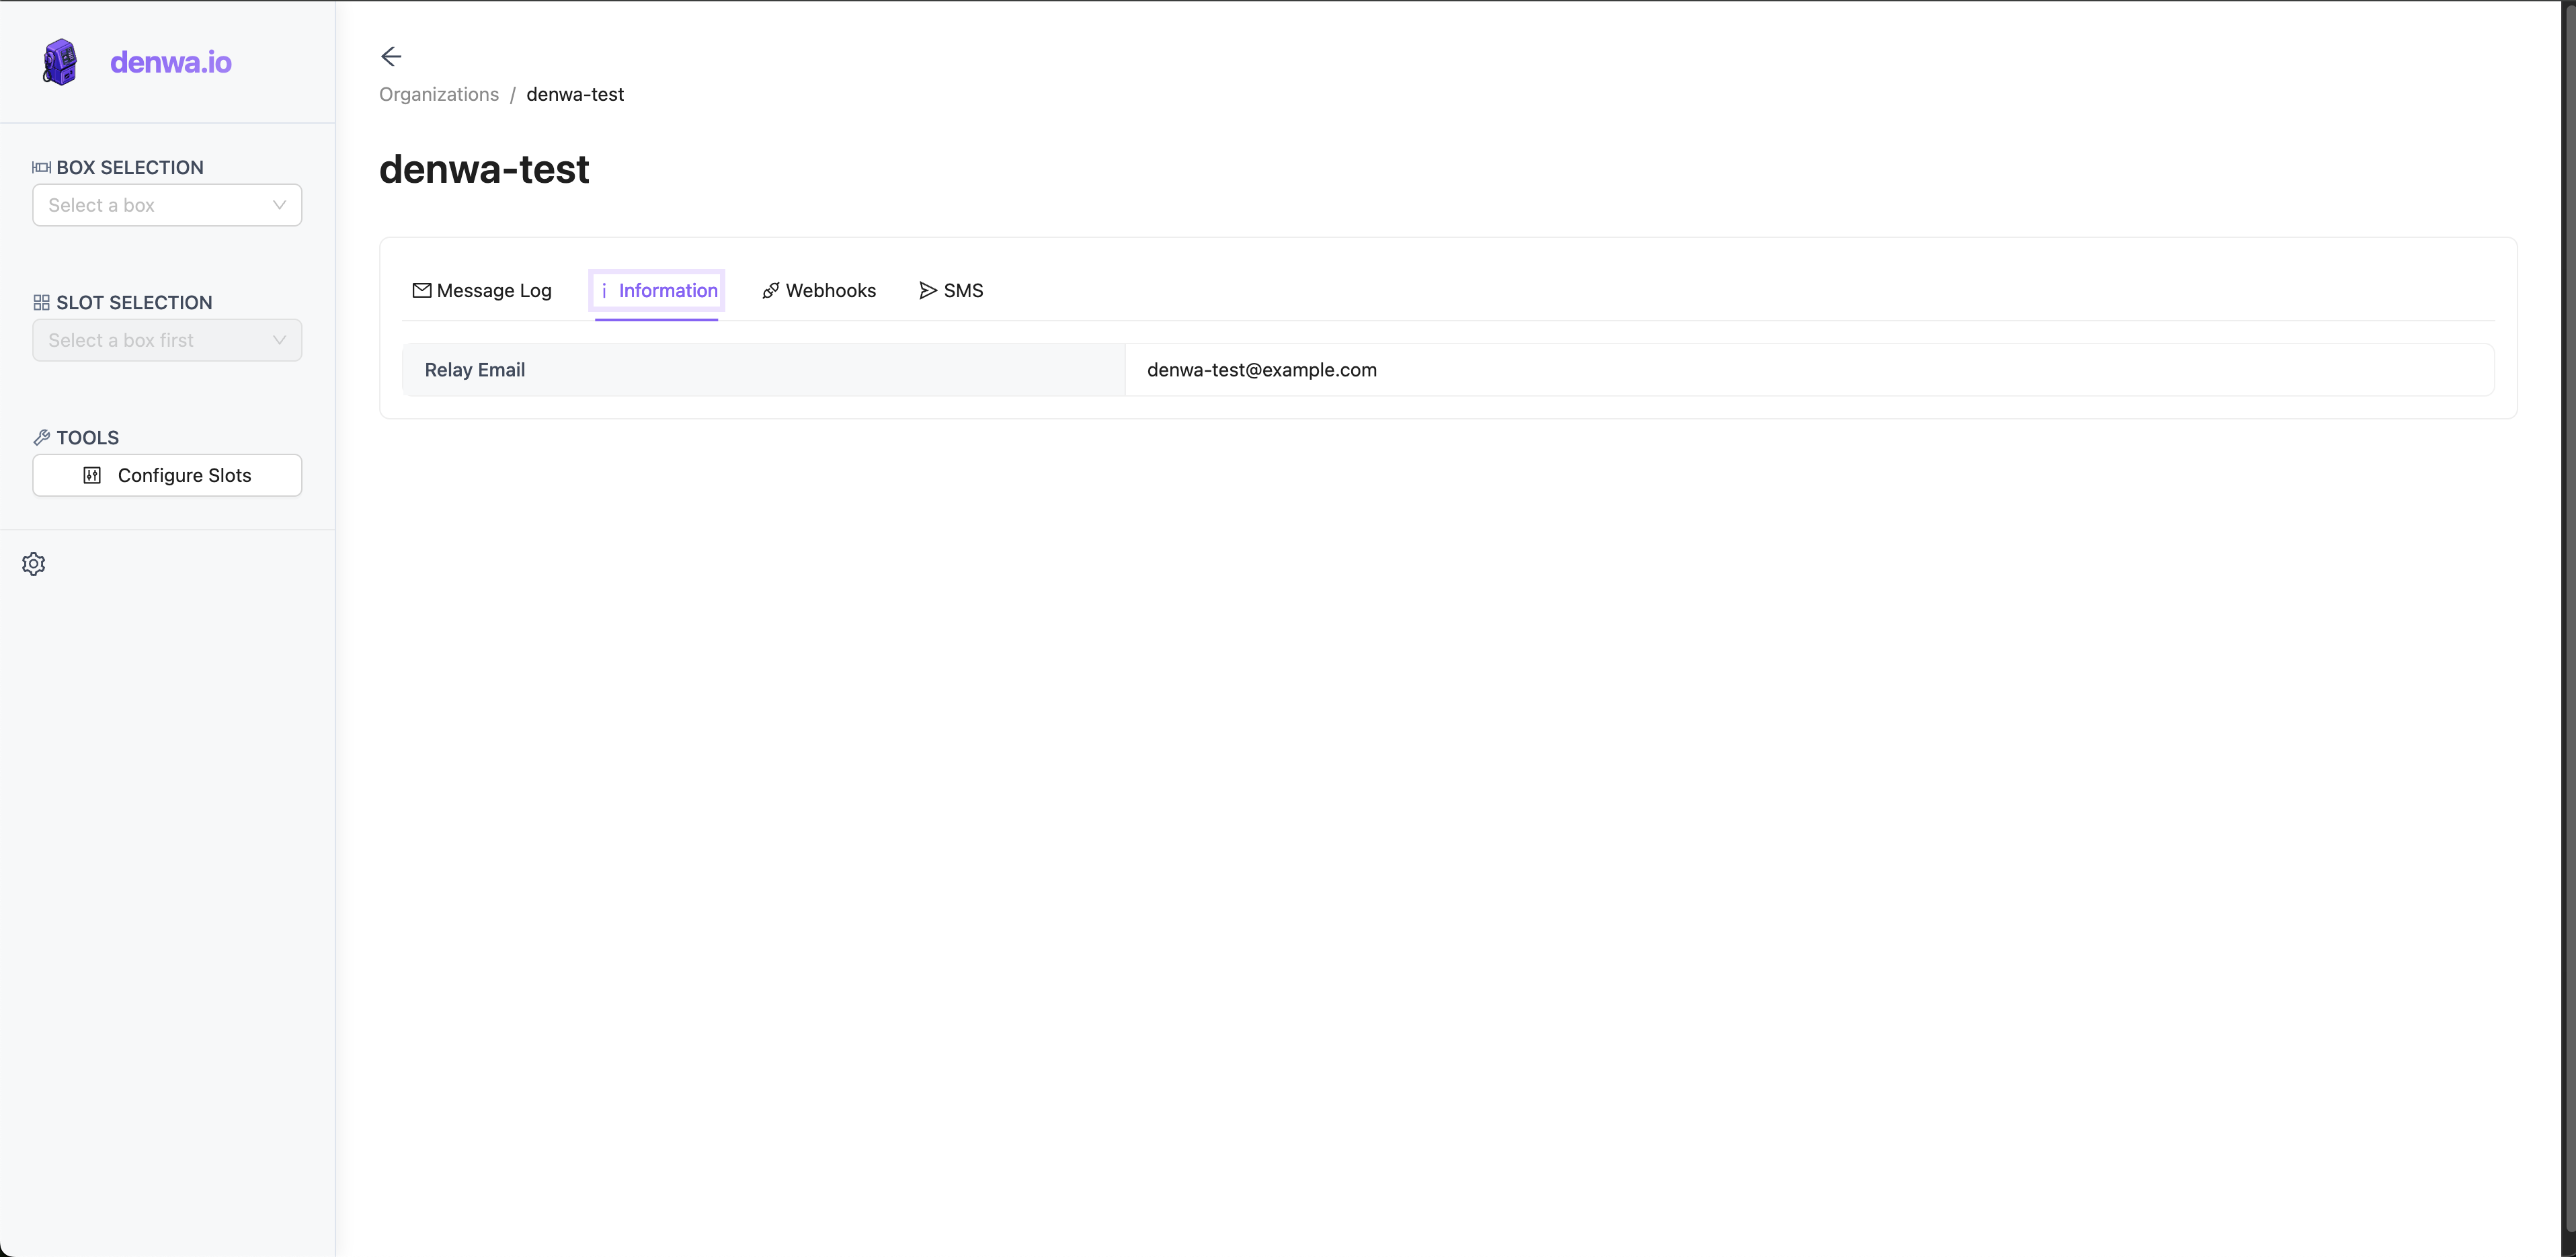 denwa.io
BOX SELECTION
Select a box
SLOT SELECTION
Select a box first
TOOLS
Configure Slots
Organizations / denwa-test
denwa-test
Message Log
Information
Webhooks
SMS
Relay Email
denwa-test@example.com